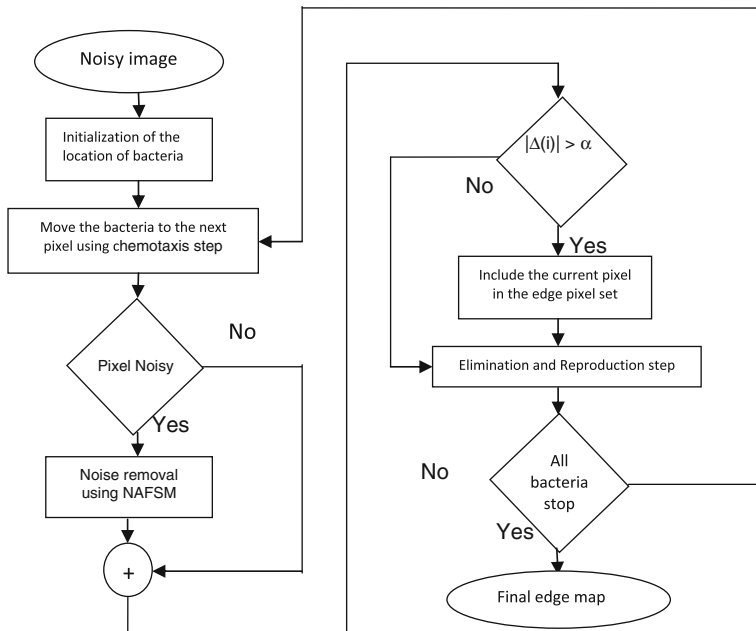 Noisy image
Initialization of the
location of bacteria
Move the bacteria to the next
pixel using chemotaxis step
No
Pixel Noisy
Yes
Noise removal
using NAFSM
+
|Δ(i)| > α
No
Yes
Include the current pixel
in the edge pixel set
Elimination and Reproduction step
No
All
bacteria
stop
Yes
Final edge map